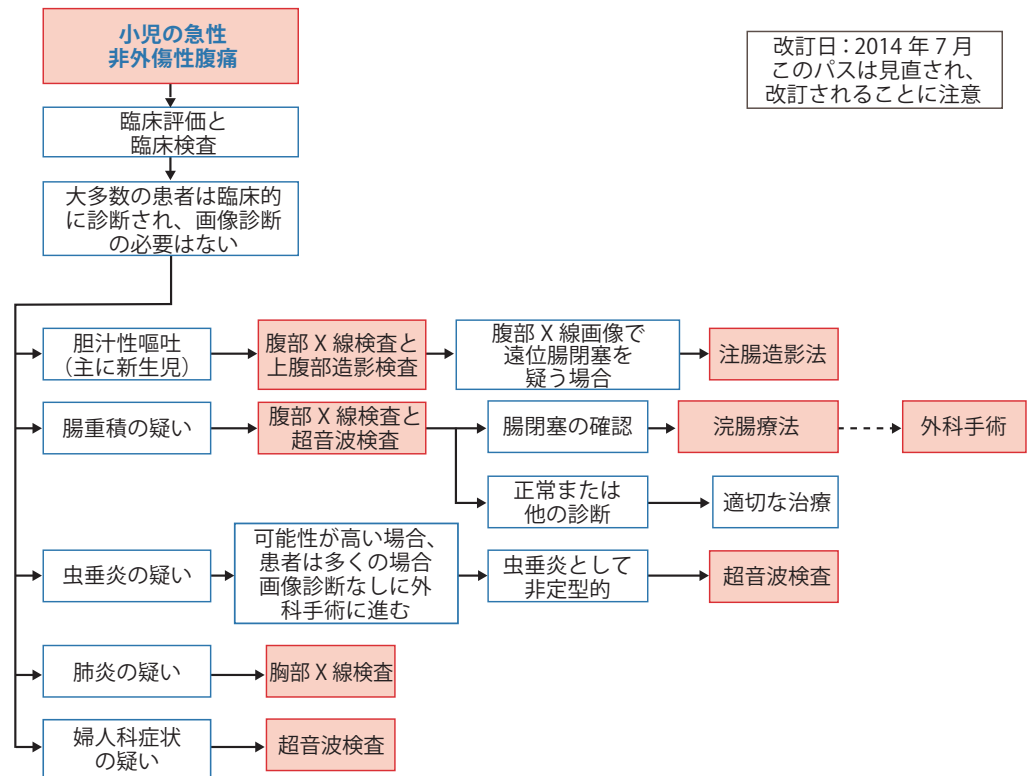 小児の急性
非外傷性腹痛
改訂日：2014 年 7 月
このパスは見直され、
改訂されることに注意
臨床評価と
臨床検査
大多数の患者は臨床的
に診断され、画像診断
の必要はない
胆汁性嘔吐
（主に新生児）
腹部 X 線検査と
上腹部造影検査
腹部 X 線画像で
遠位腸閉塞を
疑う場合
注腸造影法
腸重積の疑い
腹部 X 線検査と
超音波検査
腸閉塞の確認
浣腸療法
外科手術
正常または
他の診断
適切な治療
虫垂炎の疑い
可能性が高い場合、
患者は多くの場合
画像診断なしに外
科手術に進む
虫垂炎として
非定型的
超音波検査
肺炎の疑い
胸部 X 線検査
婦人科症状
の疑い
超音波検査